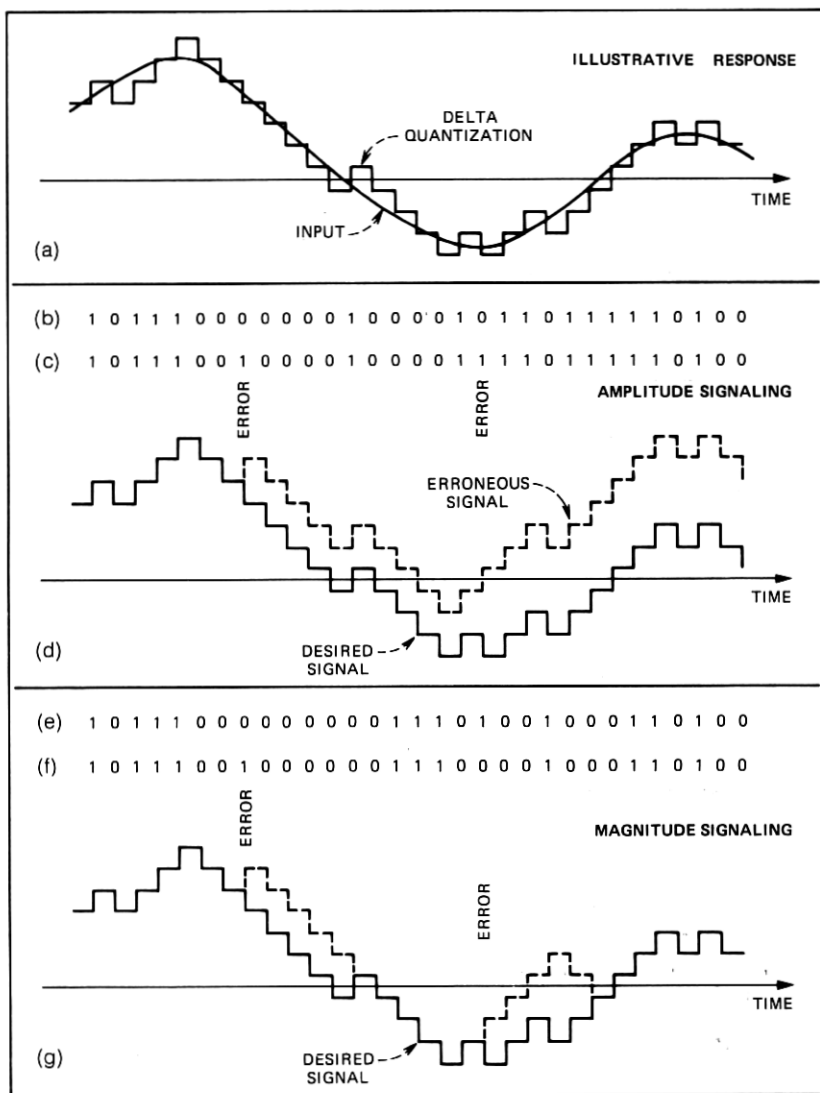 ILLUSTRATIVE RESPONSE
DELTA
QUANTIZATION
TIME
INPUT
(a)
(b) 1 0 1 1 1 0 0 0 0 0 0 0 1 0 0 0 0 1 0 1 1 0 1 1 1 1 1 0 1 0 0
(c) 1 0 1 1 1 0 0 1 0 0 0 0 1 0 0 0 0 1 1 1 1 0 1 1 1 1 1 0 1 0 0
ERROR
ERROR
AMPLITUDE SIGNALING
ERRONEOUS
SIGNAL
TIME
DESIRED
SIGNAL
(d)
(e) 1 0 1 1 1 0 0 0 0 0 0 0 0 0 1 1 1 0 1 0 0 1 0 0 0 1 1 0 1 0 0
(f) 1 0 1 1 1 0 0 1 0 0 0 0 0 0 1 1 1 0 0 0 0 1 0 0 0 1 1 0 1 0 0
ERROR
MAGNITUDE SIGNALING
ERROR
TIME
DESIRED
SIGNAL
(g)